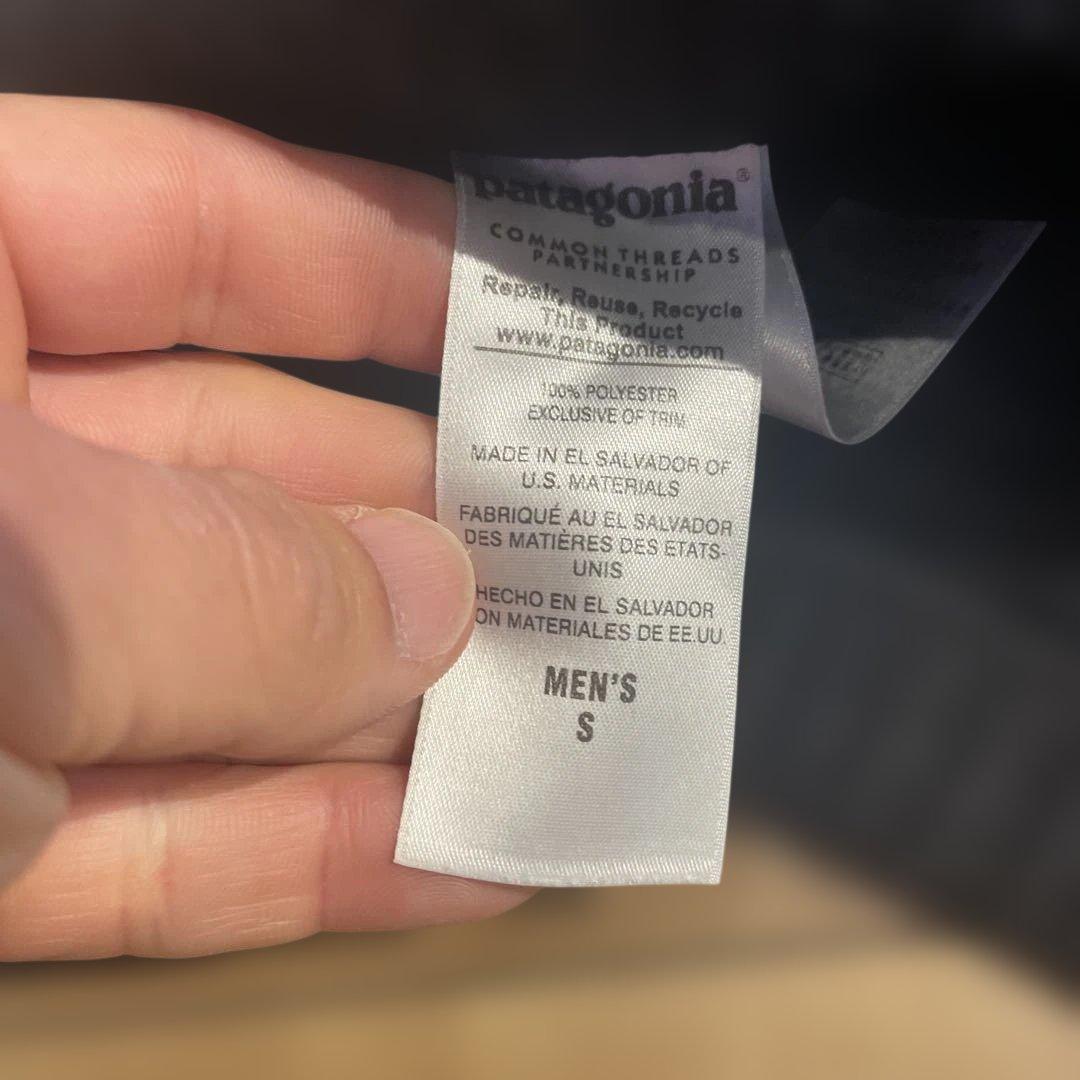 patagonia®
COMMON THREADS
PARTNERSHIP
Repair, Reuse, Recycle
This Product
www.patagonia.com
100% POLYESTER
EXCLUSIVE OF TRIM
MADE IN EL SALVADOR OF
U.S. MATERIALS
FABRIQUÉ AU EL SALVADOR
DES MATIÈRES DES ETATS-
UNIS
HECHO EN EL SALVADOR
ON MATERIALES DE EE.UU.
MEN'S
S